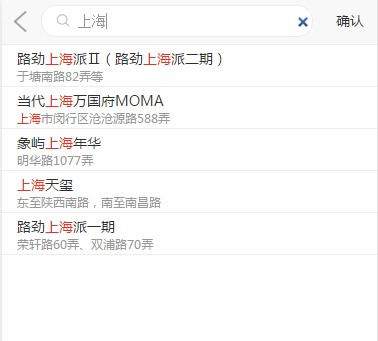 上海 确认
路劲上海派Ⅱ（路劲上海派二期）
于塘南路82弄等
当代上海万国府MOMA
上海市闵行区沧沧源路588弄
象屿上海年华
明华路1077弄
上海天玺
东至陕西南路，南至南昌路
路劲上海派一期
荣轩路60弄、双浦路70弄